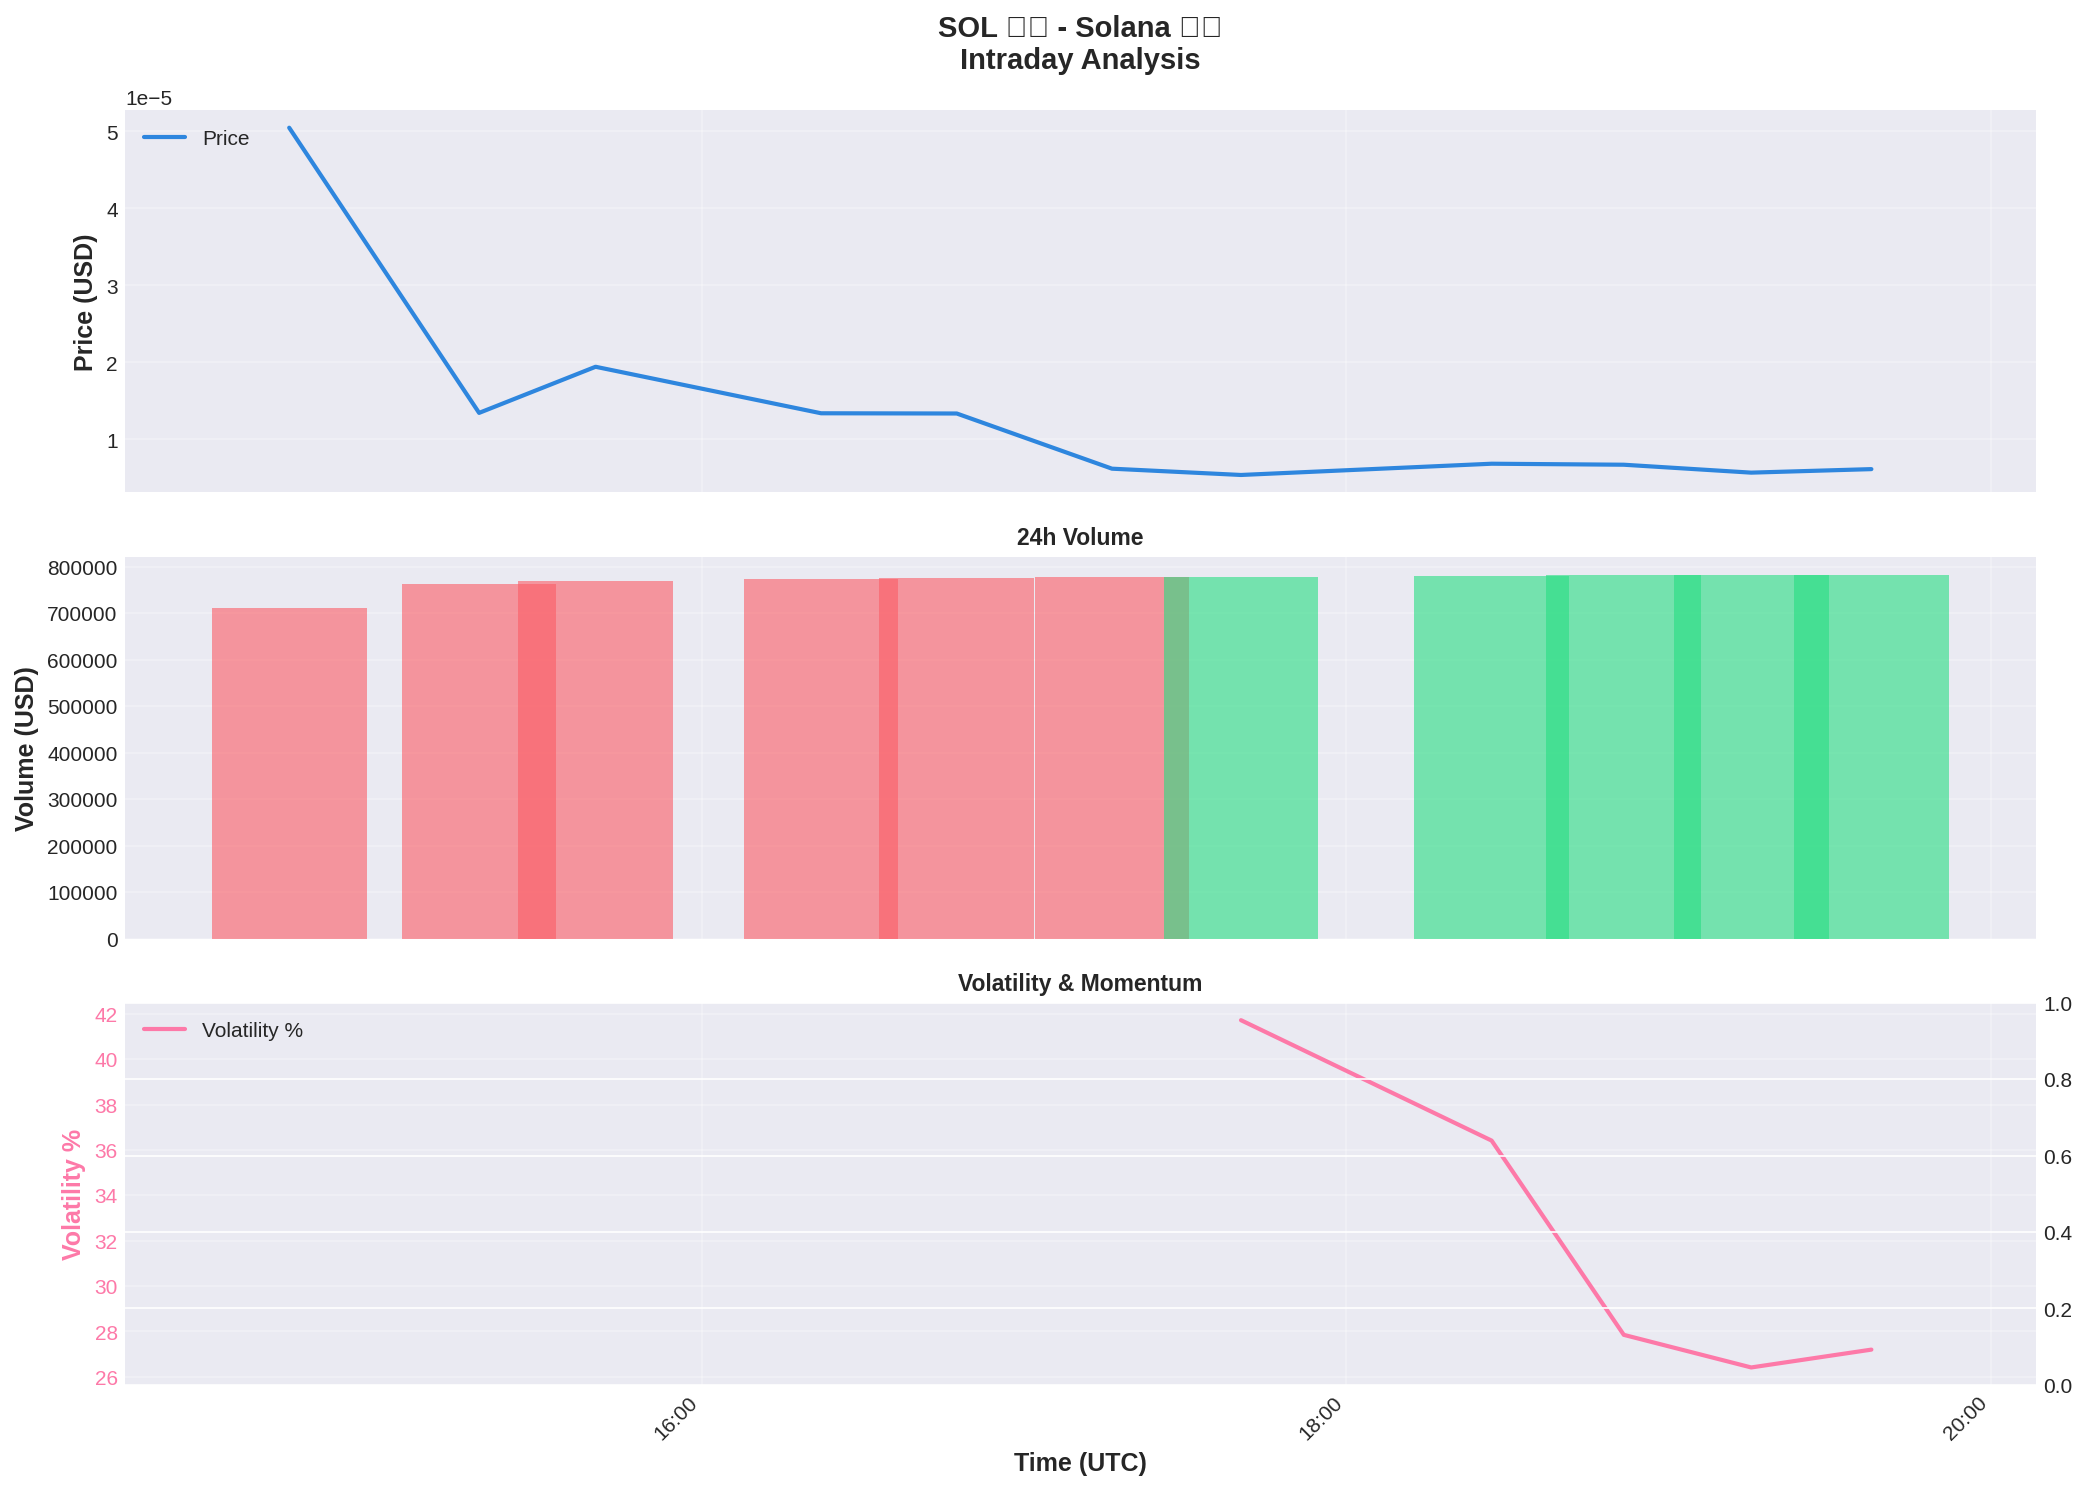 SOL - Solana
Intraday Analysis
1e−5
Price
5
4
3
2
1
Price (USD)
24h Volume
800000
700000
600000
500000
400000
300000
200000
100000
0
Volume (USD)
Volatility & Momentum
Volatility %
42
40
38
36
34
32
30
28
26
Volatility %
1.0
0.8
0.6
0.4
0.2
0.0
16:00
18:00
20:00
Time (UTC)